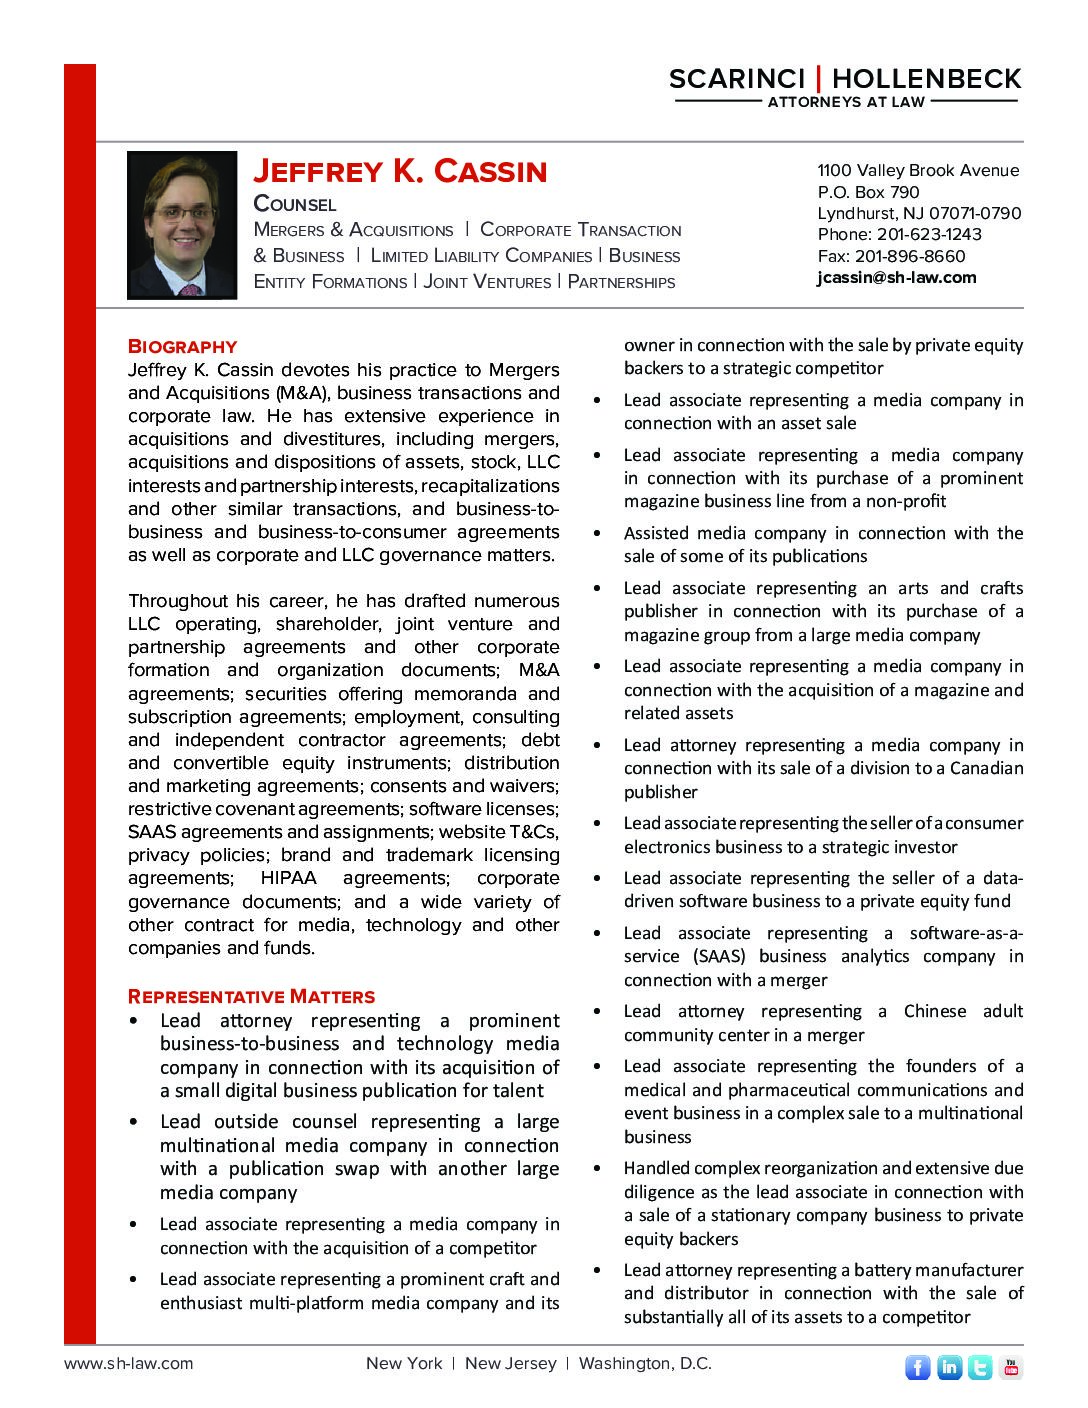 SCARINCI | HOLLENBECK
ATTORNEYS AT LAW
JEFFREY K. CASSIN
COUNSEL
MERGERS & ACQUISITIONS | CORPORATE TRANSACTION
& BUSINESS | LIMITED LIABILITY COMPANIES | BUSINESS
ENTITY FORMATIONS | JOINT VENTURES | PARTNERSHIPS
1100 Valley Brook Avenue
P.O. Box 790
Lyndhurst, NJ 07071-0790
Phone: 201-623-1243
Fax: 201-896-8660
jcassin@sh-law.com
BIOGRAPHY
Jeffrey K. Cassin devotes his practice to Mergers
and Acquisitions (M&A), business transactions and
corporate law. He has extensive experience in
acquisitions and divestitures, including mergers,
acquisitions and dispositions of assets, stock, LLC
interests and partnership interests, recapitalizations
and other similar transactions, and business-to-
business and business-to-consumer agreements
as well as corporate and LLC governance matters.
Throughout his career, he has drafted numerous
LLC operating, shareholder, joint venture and
partnership agreements and other corporate
formation and organization documents; M&A
agreements; securities offering memoranda and
subscription agreements; employment, consulting
and independent contractor agreements; debt
and convertible equity instruments; distribution
and marketing agreements; consents and waivers;
restrictive covenant agreements; software licenses;
SAAS agreements and assignments; website T&Cs,
privacy policies; brand and trademark licensing
agreements; HIPAA agreements; corporate
governance documents; and a wide variety of
other contract for media, technology and other
companies and funds.
REPRESENTATIVE MATTERS
• Lead attorney representing a prominent
business-to-business and technology media
company in connection with its acquisition of
a small digital business publication for talent
• Lead outside counsel representing a large
multinational media company in connection
with a publication swap with another large
media company
• Lead associate representing a media company in
connection with the acquisition of a competitor
• Lead associate representing a prominent craft and
enthusiast multi-platform media company and its
owner in connection with the sale by private equity
backers to a strategic competitor
• Lead associate representing a media company in
connection with an asset sale
• Lead associate representing a media company
in connection with its purchase of a prominent
magazine business line from a non-profit
• Assisted media company in connection with the
sale of some of its publications
• Lead associate representing an arts and crafts
publisher in connection with its purchase of a
magazine group from a large media company
• Lead associate representing a media company in
connection with the acquisition of a magazine and
related assets
• Lead attorney representing a media company in
connection with its sale of a division to a Canadian
publisher
• Lead associate representing the seller of a consumer
electronics business to a strategic investor
• Lead associate representing the seller of a data-
driven software business to a private equity fund
• Lead associate representing a software-as-a-
service (SAAS) business analytics company in
connection with a merger
• Lead attorney representing a Chinese adult
community center in a merger
• Lead associate representing the founders of a
medical and pharmaceutical communications and
event business in a complex sale to a multinational
business
• Handled complex reorganization and extensive due
diligence as the lead associate in connection with
a sale of a stationary company business to private
equity backers
• Lead attorney representing a battery manufacturer
and distributor in connection with the sale of
substantially all of its assets to a competitor
www.sh-law.com
New York | New Jersey | Washington, D.C.
f in t You Tube